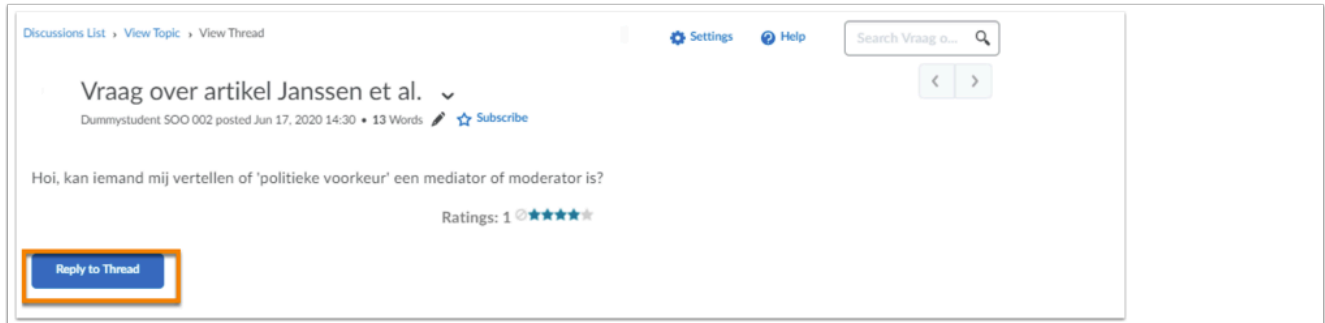 Discussions List › View Topic › View Thread
Settings
Help
Search Vraag o...
Vraag over artikel Janssen et al.
Dummystudent SOO 002 posted Jun 17, 2020 14:30 • 13 Words
Subscribe
Hoi, kan iemand mij vertellen of 'politieke voorkeur' een mediator of moderator is?
Ratings: 1
Reply to Thread